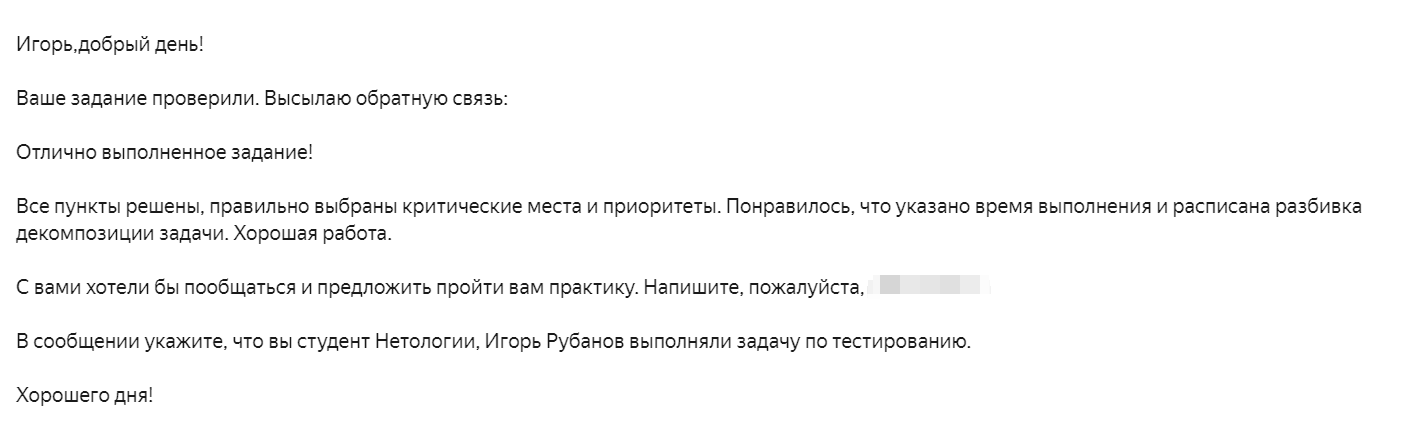 Игорь,добрый день!
Ваше задание проверили. Высылаю обратную связь:
Отлично выполненное задание!
Все пункты решены, правильно выбраны критические места и приоритеты. Понравилось, что указано время выполнения и расписана разбивка
декомпозиции задачи. Хорошая работа.
С вами хотели бы пообщаться и предложить пройти вам практику. Напишите, пожалуйста,
В сообщении укажите, что вы студент Нетологии, Игорь Рубанов выполняли задачу по тестированию.
Хорошего дня!